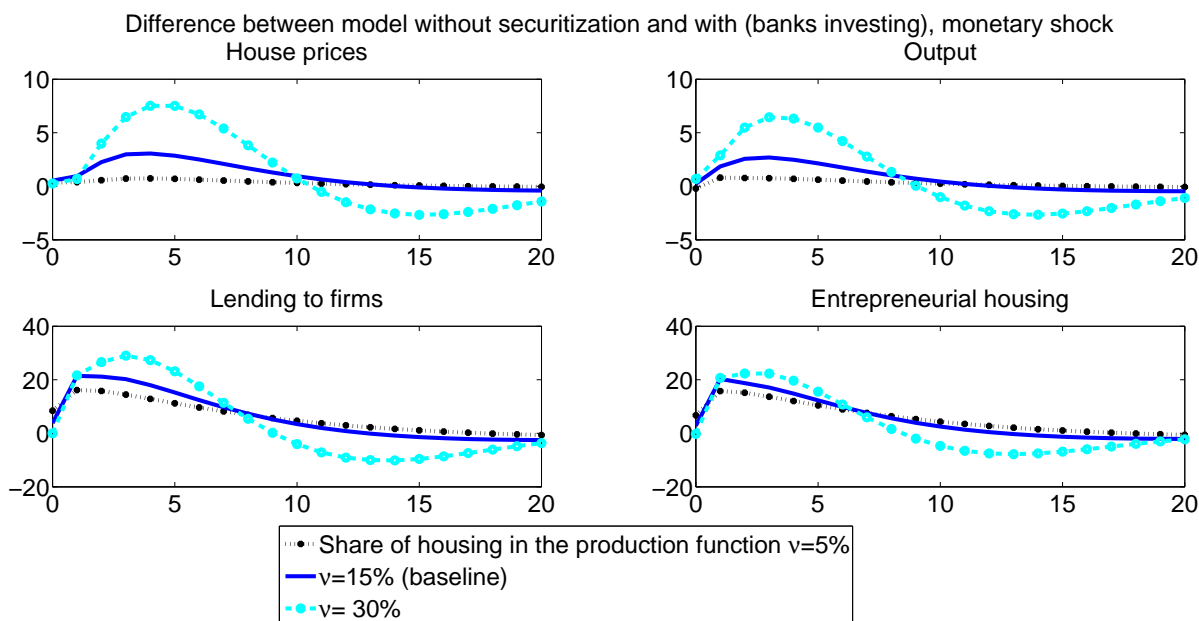 Difference between model without securitization and with (banks investing), monetary shock
House prices
Output
10
5
0
−5
0 5 10 15 20
10
5
0
−5
0 5 10 15 20
Lending to firms
Entrepreneurial housing
40
20
0
−20
0 5 10 15 20
40
20
0
−20
0 5 10 15 20
Share of housing in the production function ν=5%
ν=15% (baseline)
ν= 30%